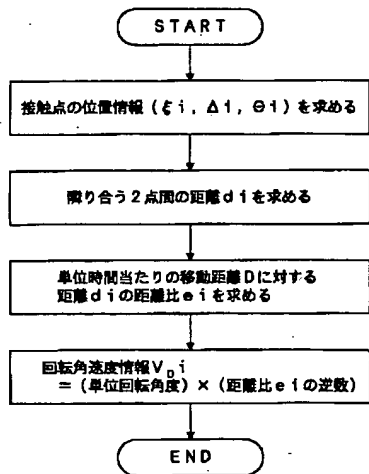 START
接触点の位置情報(ξi, Δi, Θi)を求める
隣り合う2点間の距離diを求める
単位時間当たりの移動距離Dに対する
距離diの距離比eiを求める
回転角速度情報V_D i
=(単位回転角度)×(距離比eiの逆数)
END